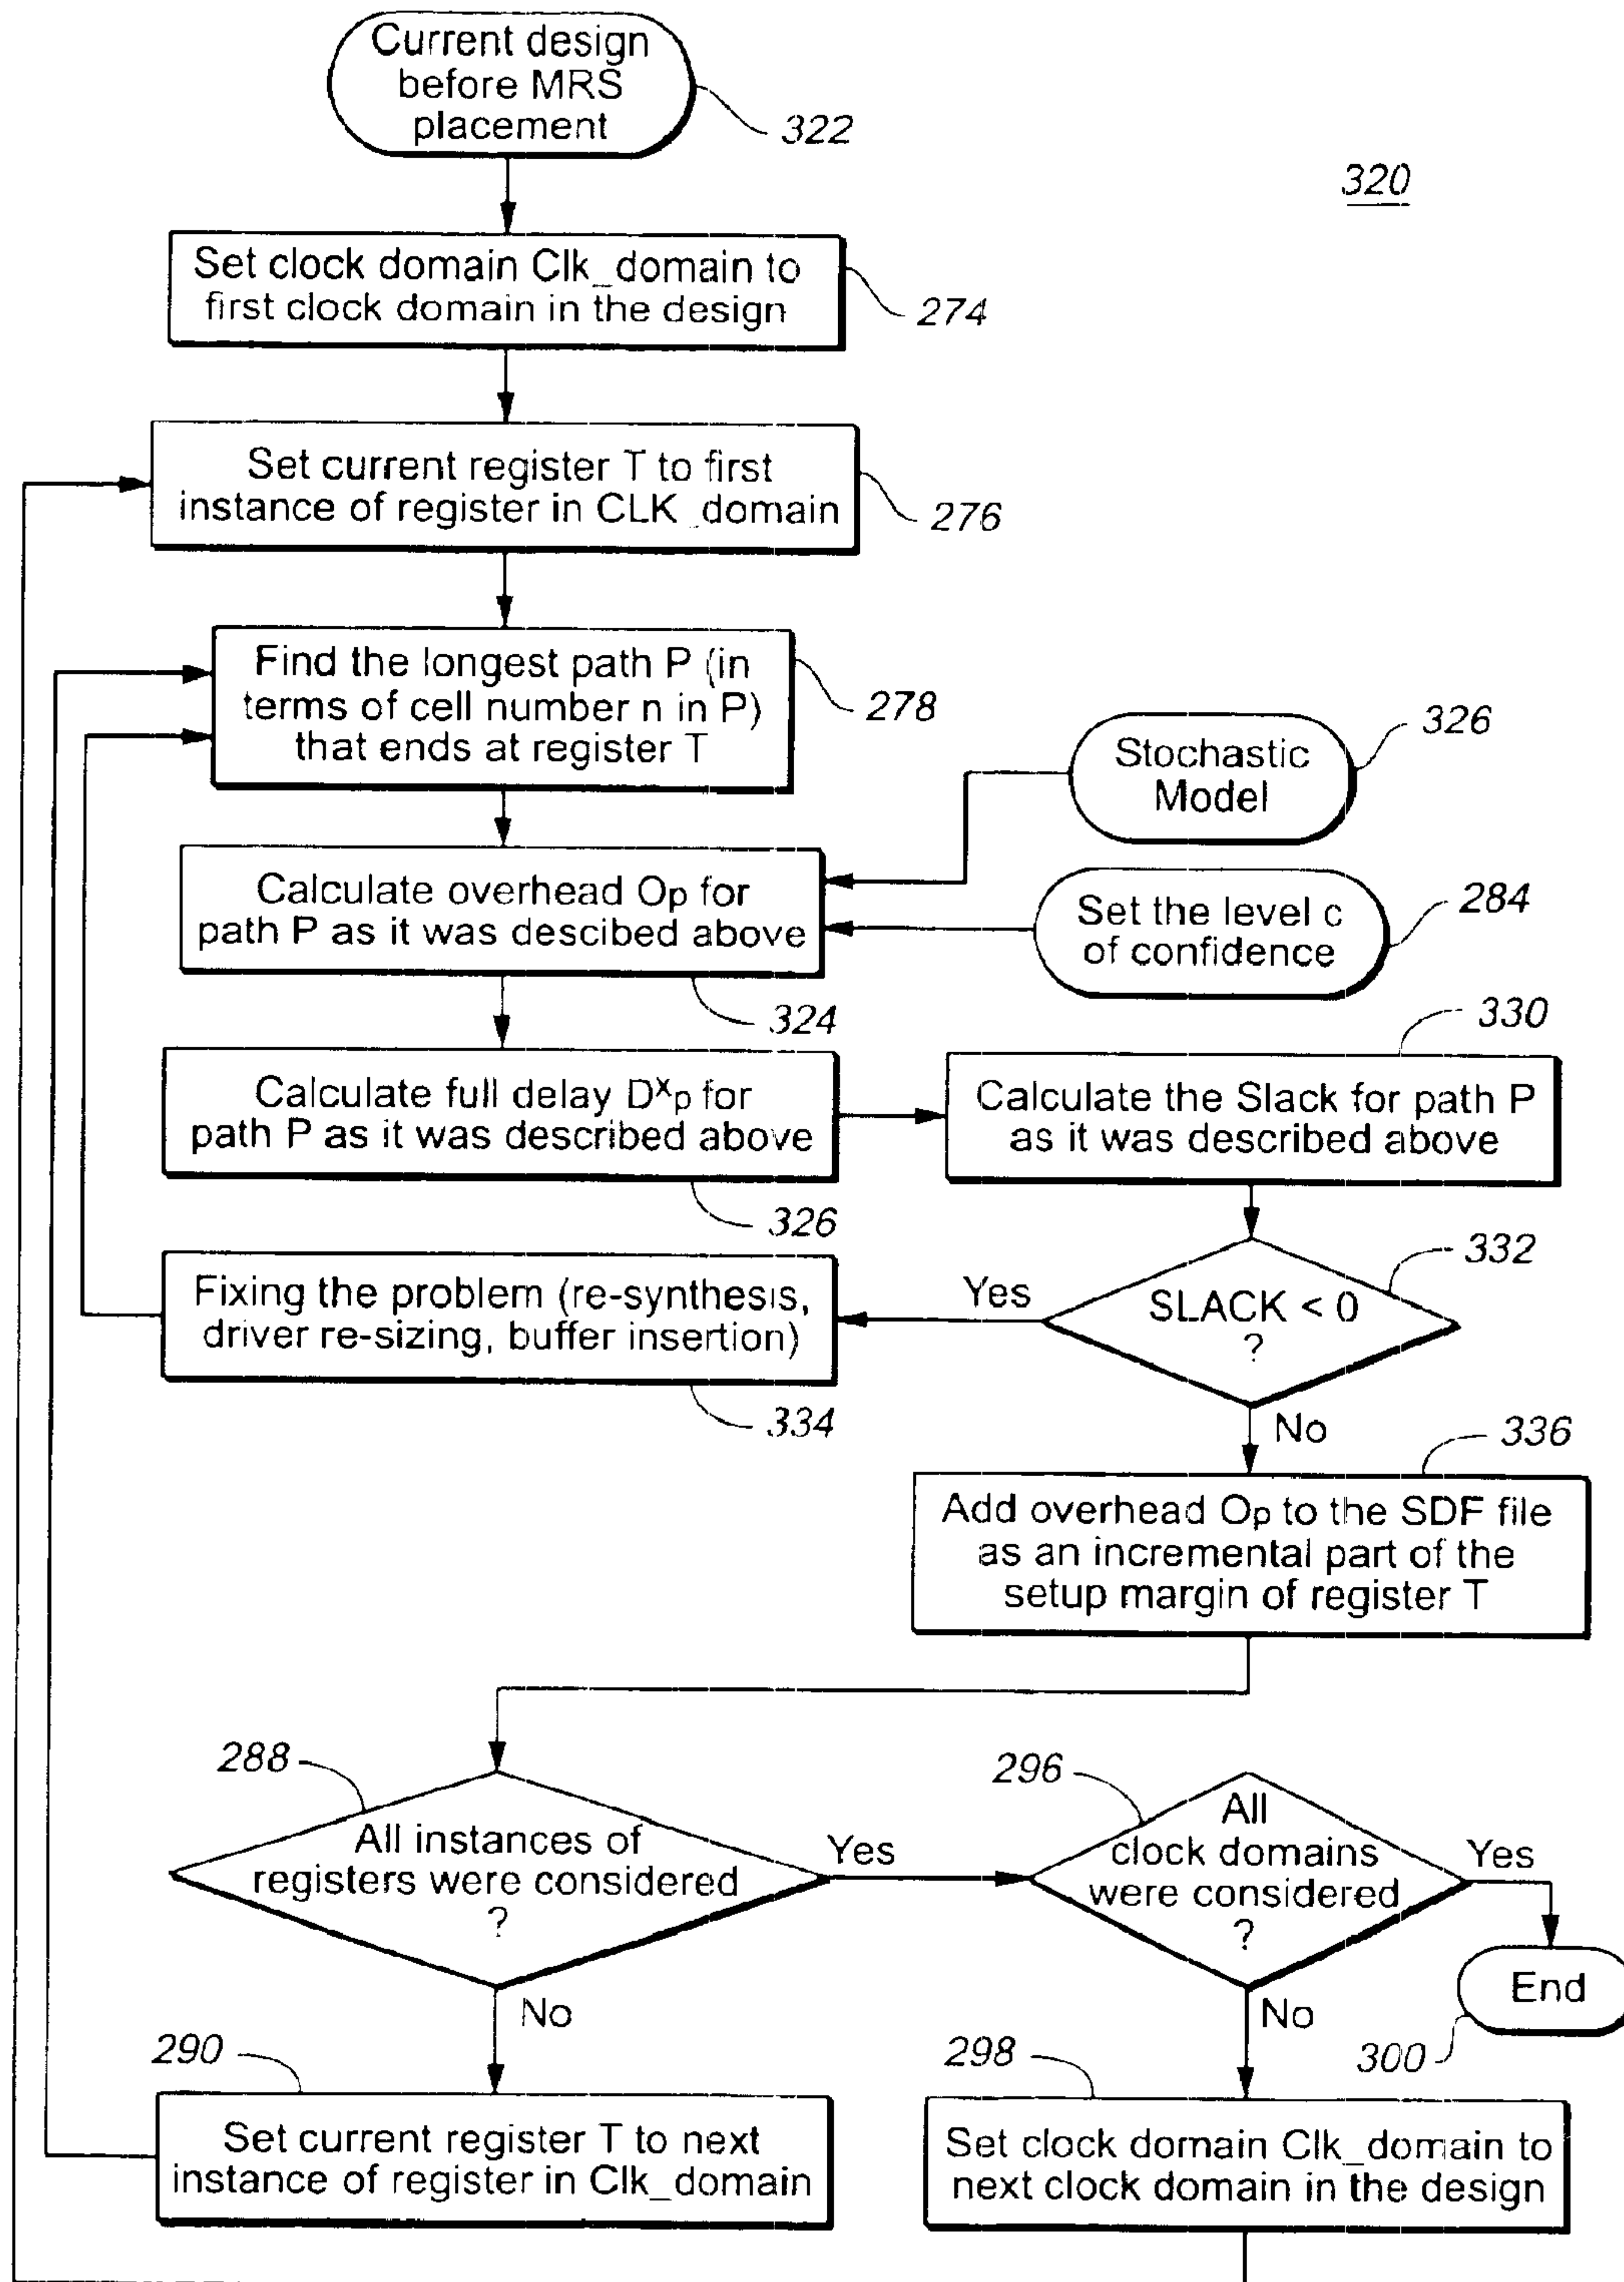 Current design
before MRS
placement
322
320
Set clock domain Clk_domain to
first clock domain in the design
274
Set current register T to first
instance of register in CLK_domain
276
Find the longest path P (in
terms of cell number n in P)
that ends at register T
278
Stochastic
Model
326
Calculate overhead Op for
path P as it was descibed above
324
Set the level c
of confidence
284
Calculate full delay Dxp for
path P as it was described above
326
Calculate the Slack for path P
as it was described above
330
SLACK < 0
?
332
Yes
Fixing the problem (re-synthesis,
driver re-sizing, buffer insertion)
334
No
Add overhead Op to the SDF file
as an incremental part of the
setup margin of register T
336
All instances of
registers were considered
?
288
Yes
All
clock domains
were considered
?
296
Yes
End
300
No
Set current register T to next
instance of register in Clk_domain
290
No
Set clock domain Clk_domain to
next clock domain in the design
298